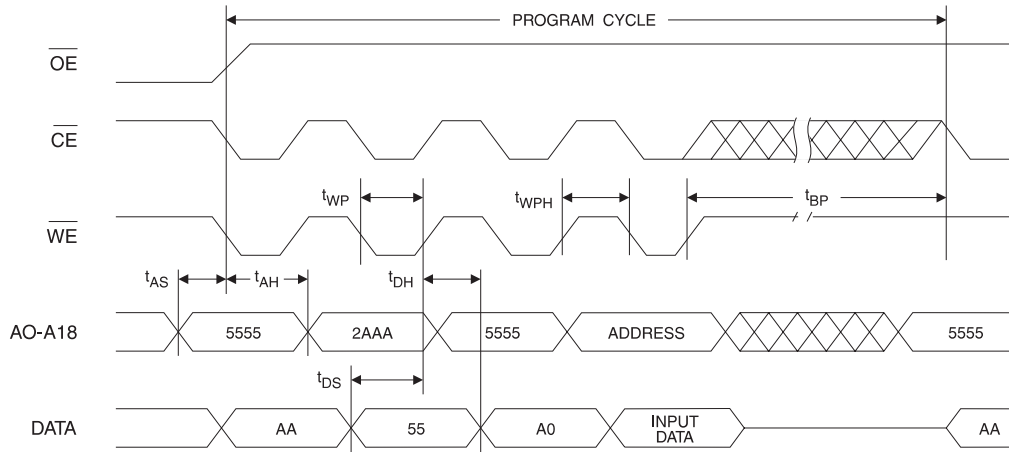 PROGRAM CYCLE
OE
CE
tWP
tWPH
tBP
WE
tAS
tAH
tDH
AO-A18
5555
2AAA
5555
ADDRESS
5555
tDS
DATA
AA
55
A0
INPUT
DATA
AA